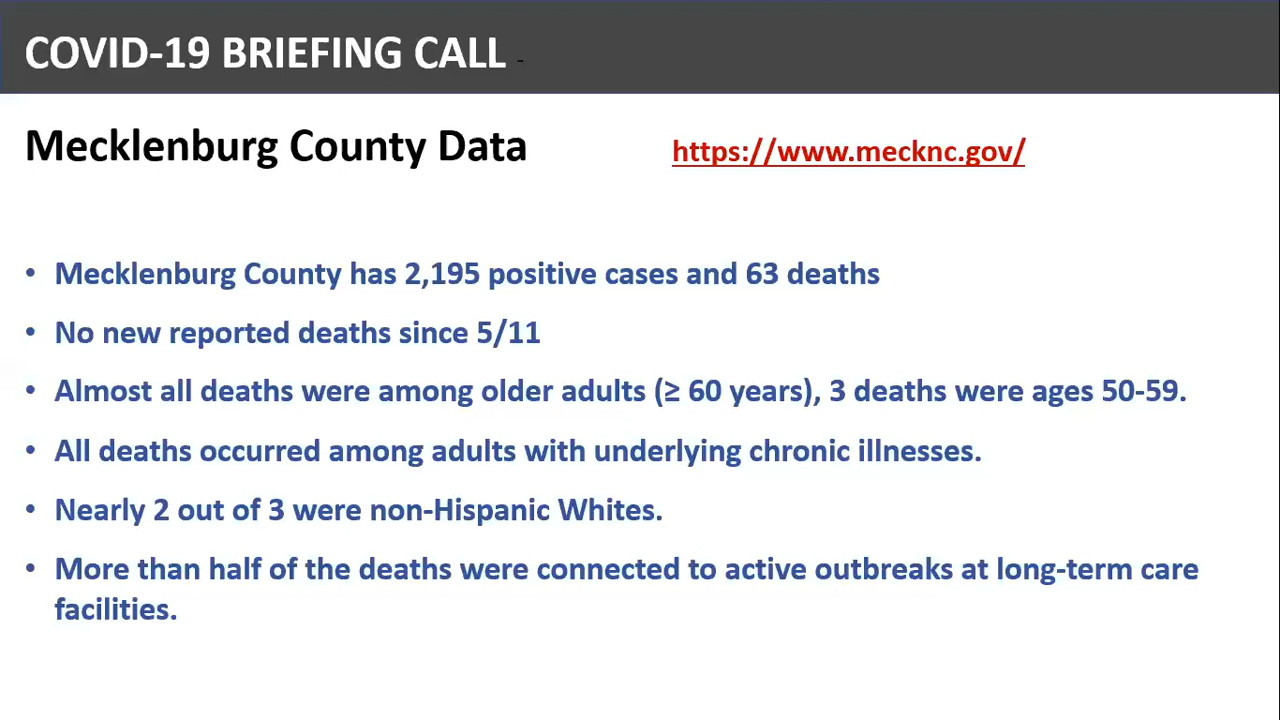 COVID-19 BRIEFING CALL -
Mecklenburg County Data
https://www.mecknc.gov/
• Mecklenburg County has 2,195 positive cases and 63 deaths
• No new reported deaths since 5/11
• Almost all deaths were among older adults (≥ 60 years), 3 deaths were ages 50-59.
• All deaths occurred among adults with underlying chronic illnesses.
• Nearly 2 out of 3 were non-Hispanic Whites.
• More than half of the deaths were connected to active outbreaks at long-term care
facilities.